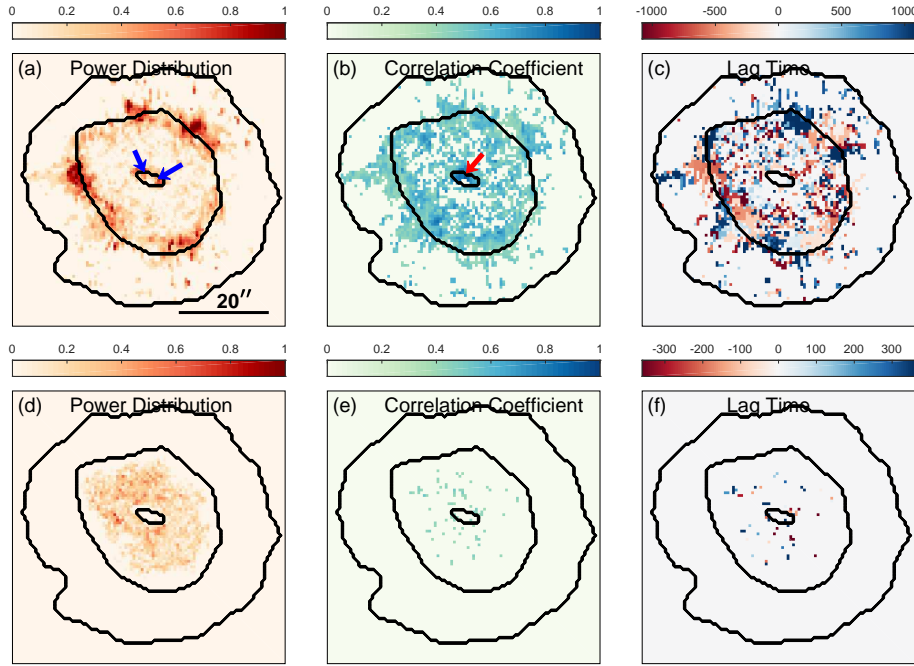 0 0.2 0.4 0.6 0.8 1
0 0.2 0.4 0.6 0.8 1
-1000 -500 0 500 1000
(a) Power Distribution
(b) Correlation Coefficient
(c) Lag Time
20′′
0 0.2 0.4 0.6 0.8 1
0 0.2 0.4 0.6 0.8 1
-300 -200 -100 0 100 200 300
(d) Power Distribution
(e) Correlation Coefficient
(f) Lag Time